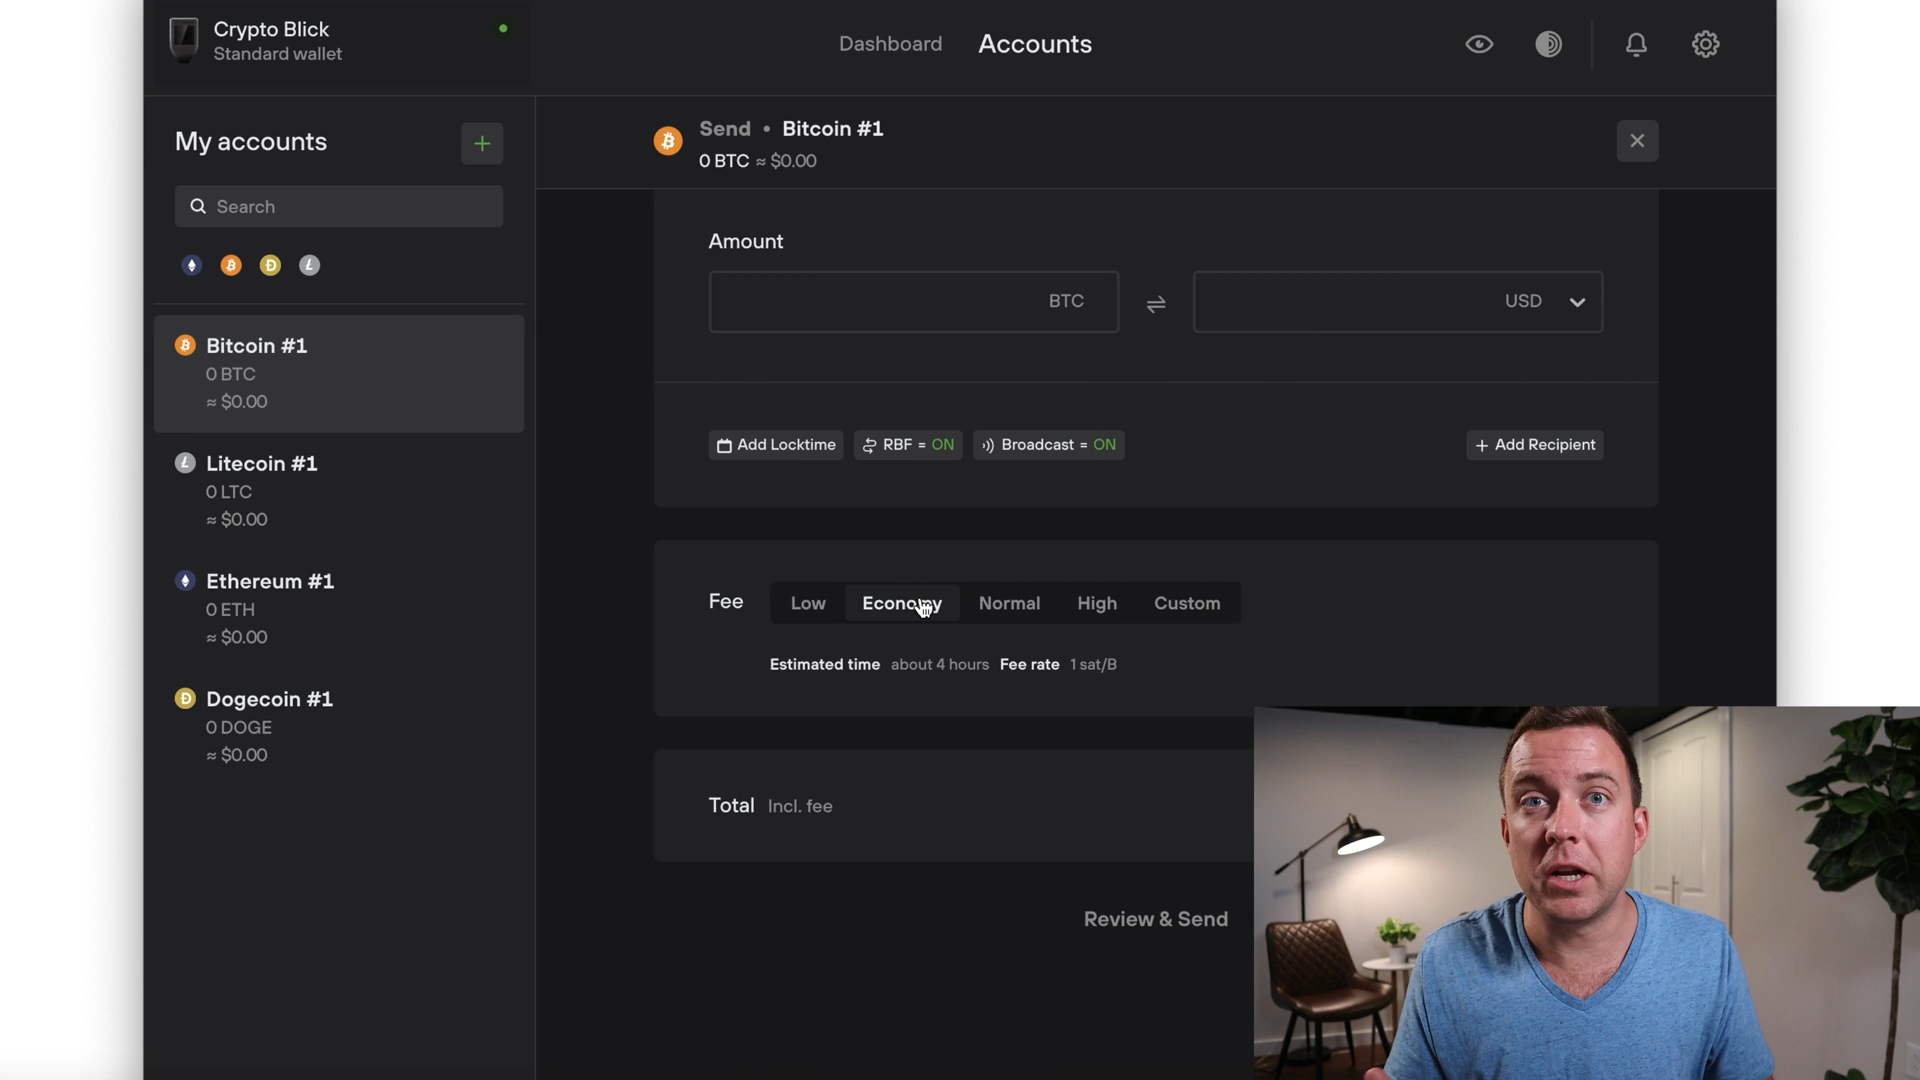 Crypto Blick
Standard wallet
Dashboard
Accounts
My accounts
Search
Bitcoin #1
0 BTC
≈ $0.00
Litecoin #1
0 LTC
≈ $0.00
Ethereum #1
0 ETH
≈ $0.00
Dogecoin #1
0 DOGE
≈ $0.00
Send • Bitcoin #1
0 BTC ≈ $0.00
Amount
BTC
USD
Add Locktime
RBF = ON
Broadcast = ON
+ Add Recipient
Fee
Low
Economy
Normal
High
Custom
Estimated time about 4 hours Fee rate 1 sat/B
Total Incl. fee
Review & Send